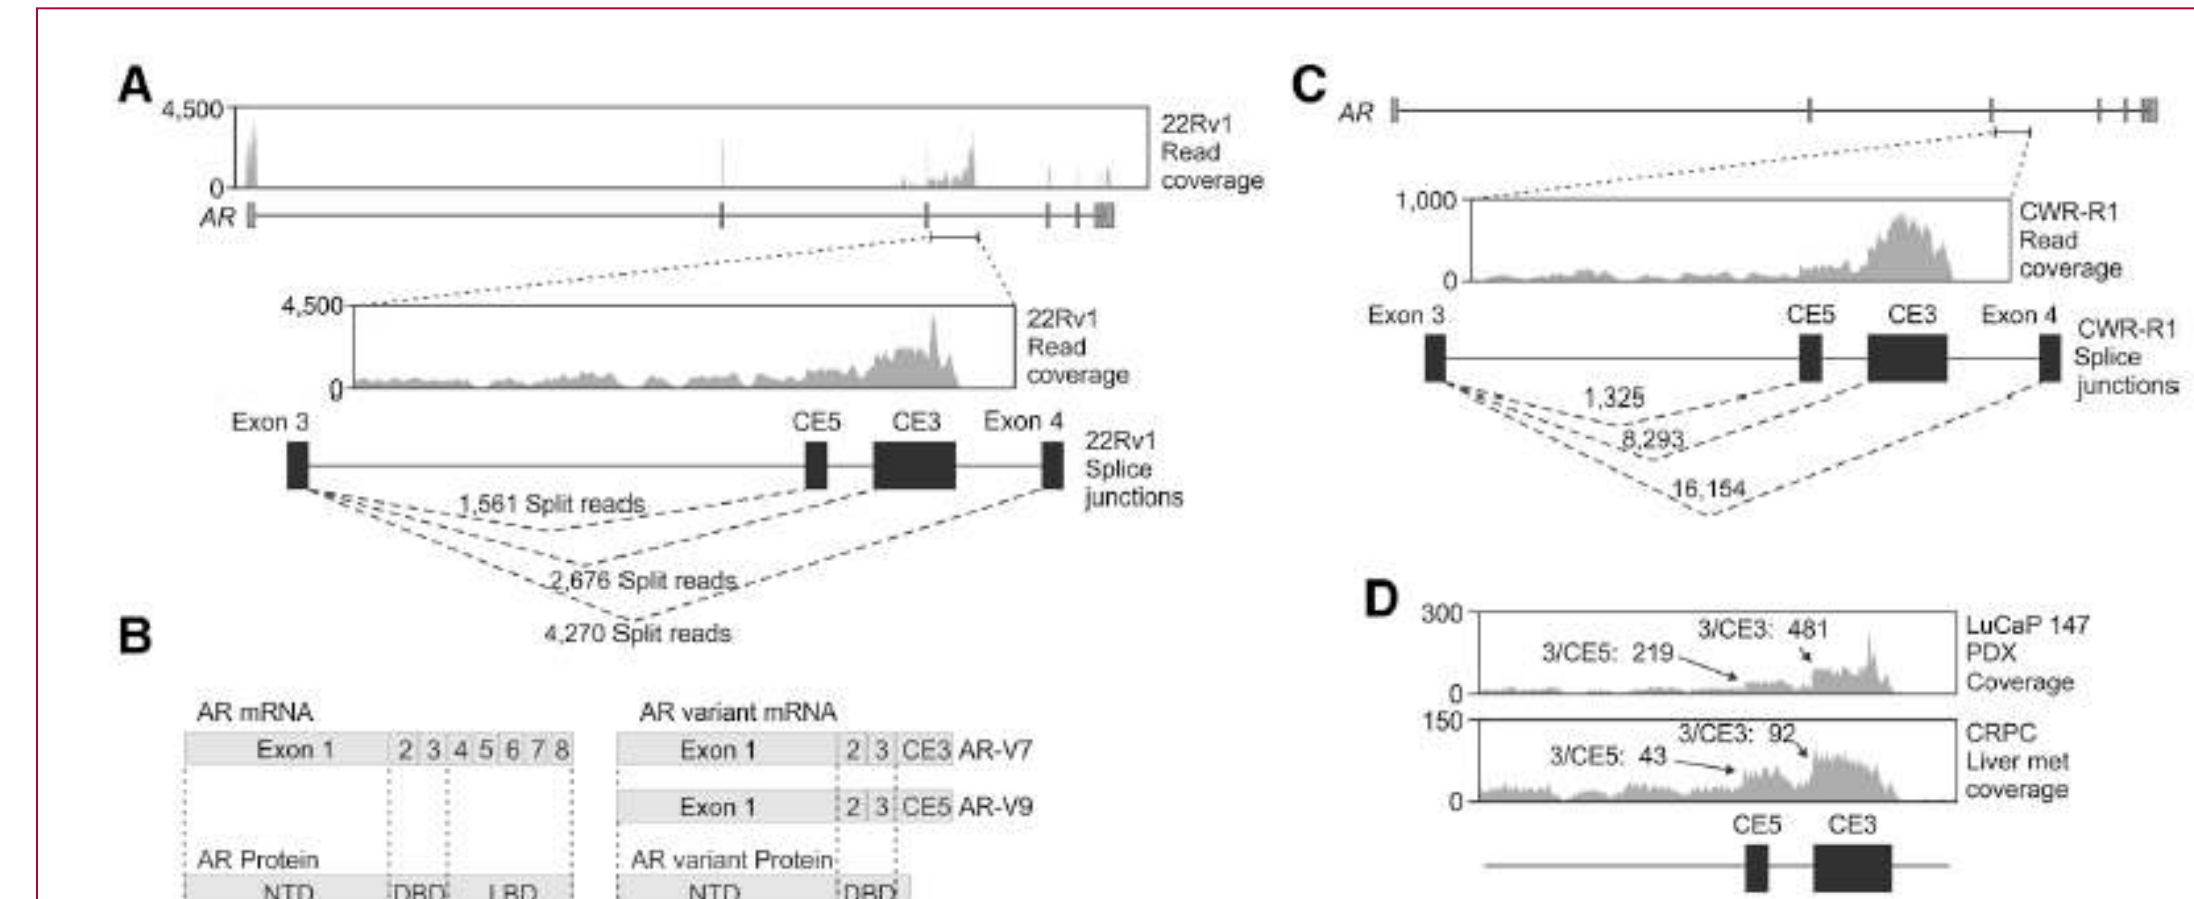 A
4,500
0
22Rv1
Read
coverage
AR
4,500
0
22Rv1
Read
coverage
Exon 3
CE5
CE3
Exon 4
22Rv1
Splice
junctions
1,561 Split reads
2,676 Split reads
4,270 Split reads
B
AR mRNA
Exon 1 2 3 4 5 6 7 8
AR Protein
NTD DBD LBD
AR variant mRNA
Exon 1 2 3 CE3 AR-V7
Exon 1 2 3 CE5 AR-V9
AR variant Protein
NTD DBD
C
AR
1,000
0
CWR-R1
Read
coverage
Exon 3
CE5
CE3
Exon 4
CWR-R1
Splice
junctions
1,325
8,293
16,154
D
300
0
3/CE5: 219
3/CE3: 481
LuCaP 147
PDX
Coverage
150
0
3/CE3: 92
3/CE5: 43
CRPC
Liver met
coverage
CE5
CE3